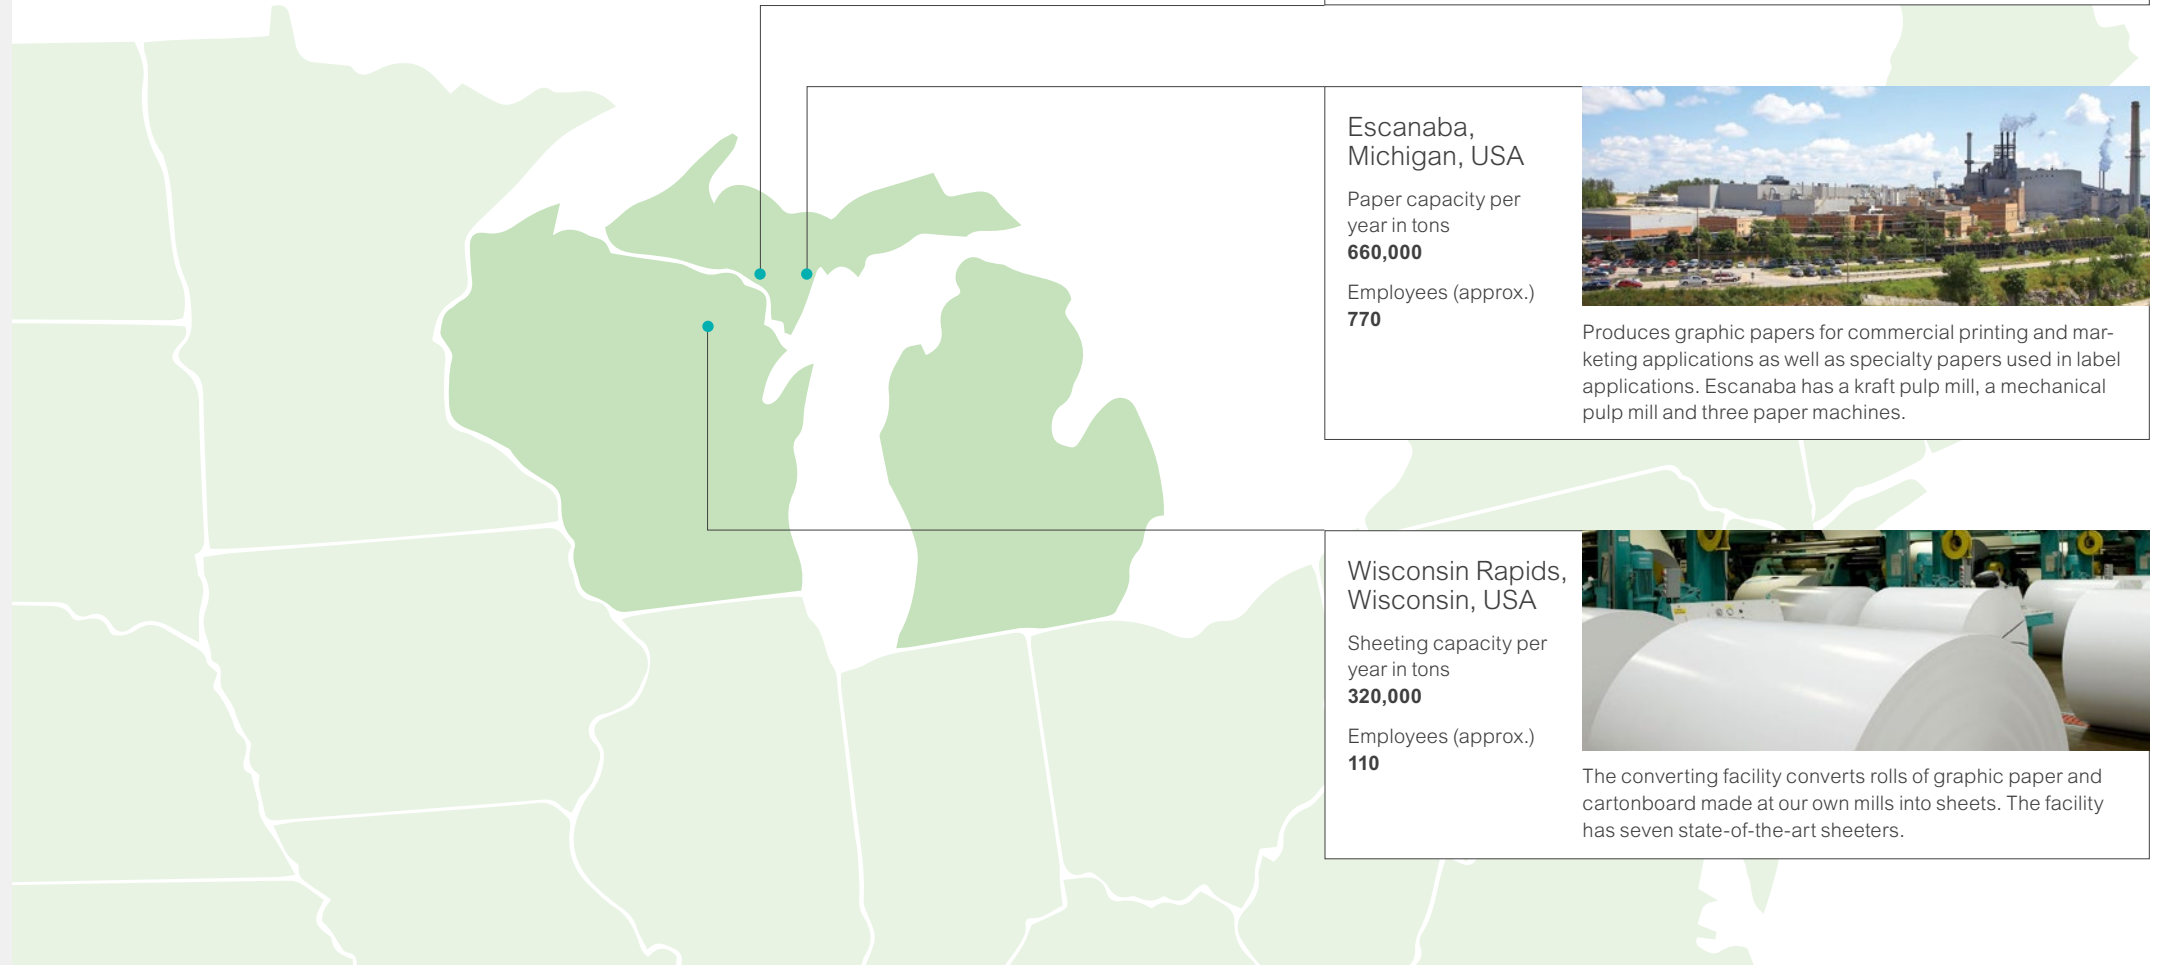 Escanaba,
Michigan, USA
Paper capacity per
year in tons
660,000
Employees (approx.)
770
Produces graphic papers for commercial printing and mar-
keting applications as well as specialty papers used in label
applications. Escanaba has a kraft pulp mill, a mechanical
pulp mill and three paper machines.
Wisconsin Rapids,
Wisconsin, USA
Sheeting capacity per
year in tons
320,000
Employees (approx.)
110
The converting facility converts rolls of graphic paper and
cartonboard made at our own mills into sheets. The facility
has seven state-of-the-art sheeters.